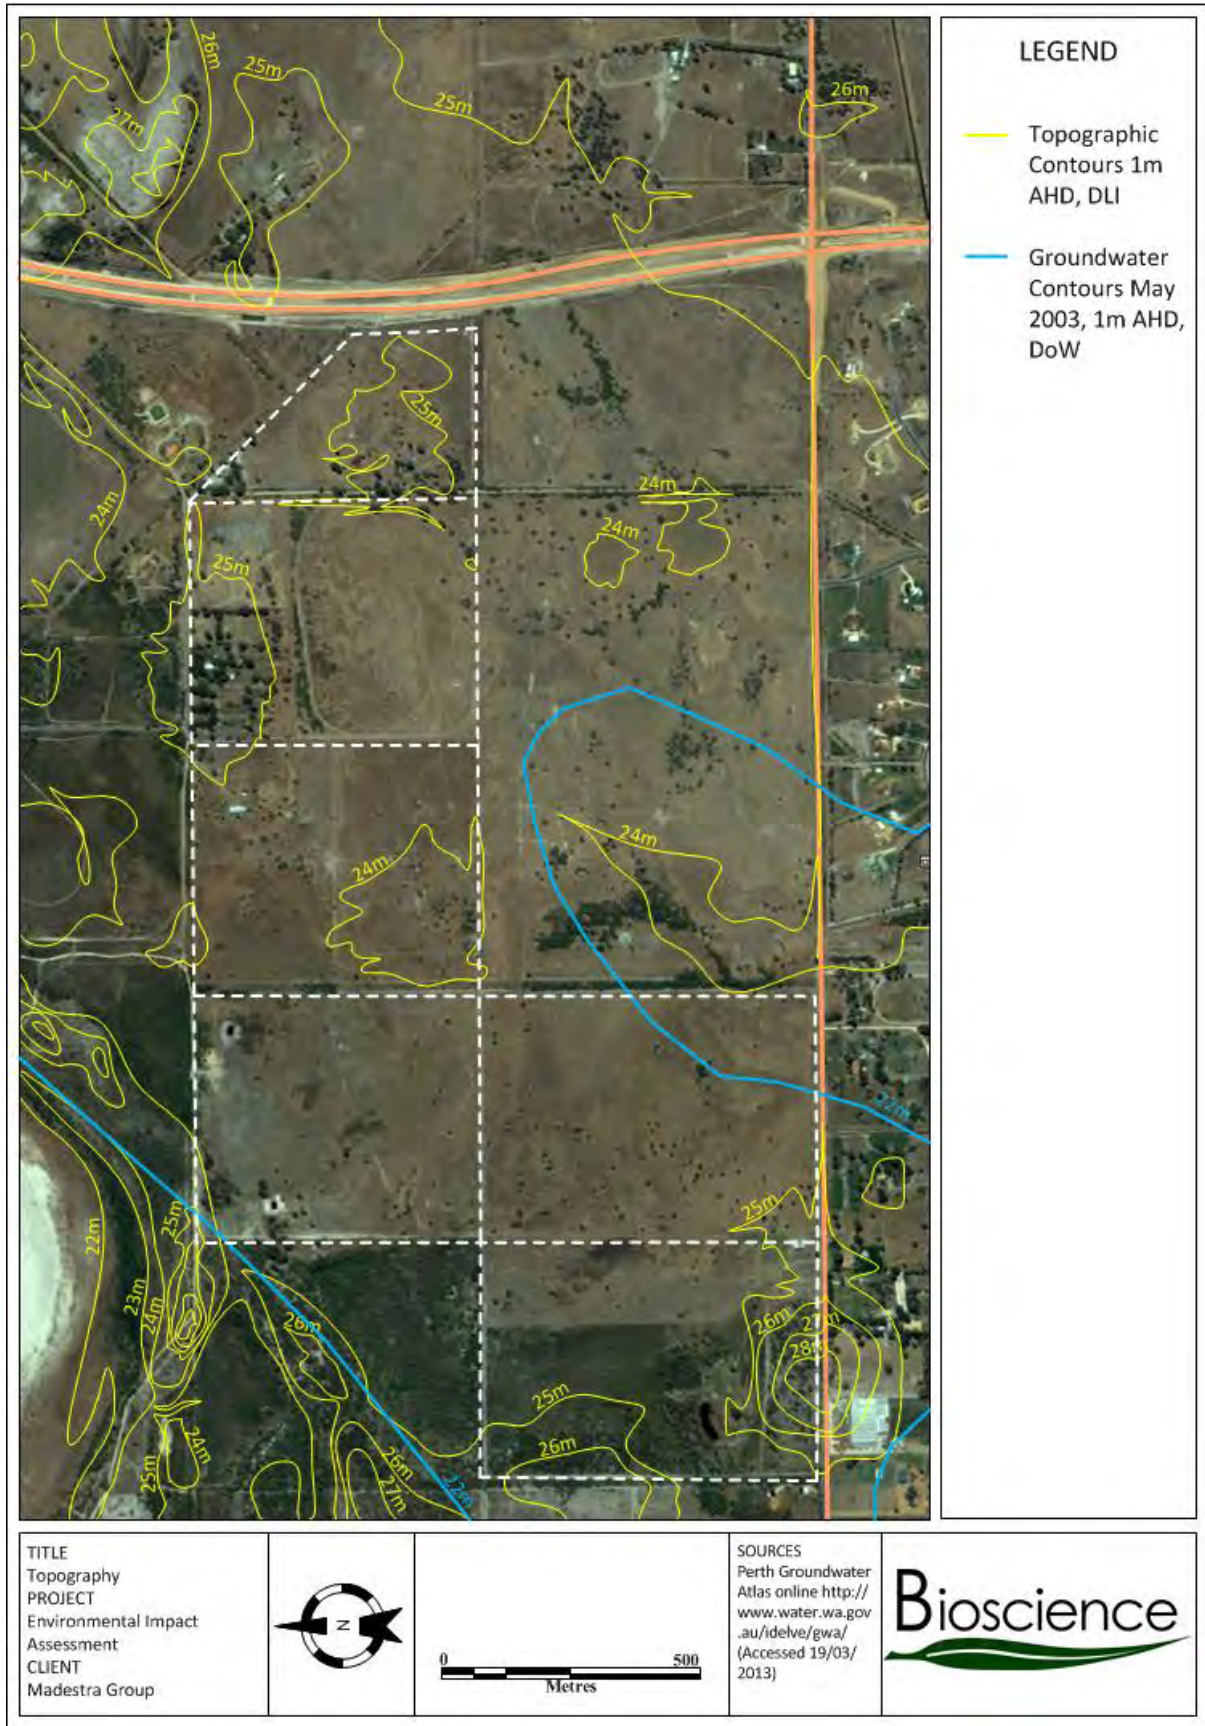 26m
25m
25m
26m
27m
25m
24m
24m
24m
25m
24m
24m
22m
25m
25m
22m
23m
24m
26m
26m
27m
28m
25m
26m
24m
25m
26m
27m
22m
LEGEND
Topographic
Contours 1m
AHD, DLI
Groundwater
Contours May
2003, 1m AHD,
DoW
TITLE
Topography
PROJECT
Environmental Impact
Assessment
CLIENT
Madestra Group
N
0 500
Metres
SOURCES
Perth Groundwater
Atlas online http://
www.water.wa.gov
.au/idelve/gwa/
(Accessed 19/03/
2013)
Bioscience